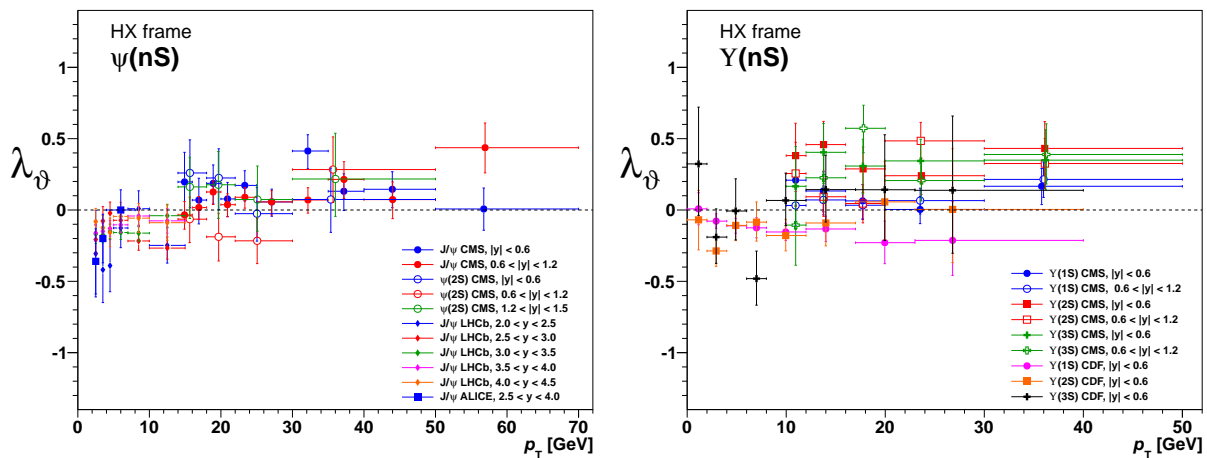 HX frame
ψ(nS)
λϑ
1
0.5
0
-0.5
-1
0 10 20 30 40 50 60 70
pT [GeV]
J/ψ CMS, |y| < 0.6
J/ψ CMS, 0.6 < |y| < 1.2
ψ(2S) CMS, |y| < 0.6
ψ(2S) CMS, 0.6 < |y| < 1.2
ψ(2S) CMS, 1.2 < |y| < 1.5
J/ψ LHCb, 2.0 < y < 2.5
J/ψ LHCb, 2.5 < y < 3.0
J/ψ LHCb, 3.0 < y < 3.5
J/ψ LHCb, 3.5 < y < 4.0
J/ψ LHCb, 4.0 < y < 4.5
J/ψ ALICE, 2.5 < y < 4.0
HX frame
Υ(nS)
λϑ
1
0.5
0
-0.5
-1
0 10 20 30 40 50
pT [GeV]
Υ(1S) CMS, |y| < 0.6
Υ(1S) CMS, 0.6 < |y| < 1.2
Υ(2S) CMS, |y| < 0.6
Υ(2S) CMS, 0.6 < |y| < 1.2
Υ(3S) CMS, |y| < 0.6
Υ(3S) CMS, 0.6 < |y| < 1.2
Υ(1S) CDF, |y| < 0.6
Υ(2S) CDF, |y| < 0.6
Υ(3S) CDF, |y| < 0.6